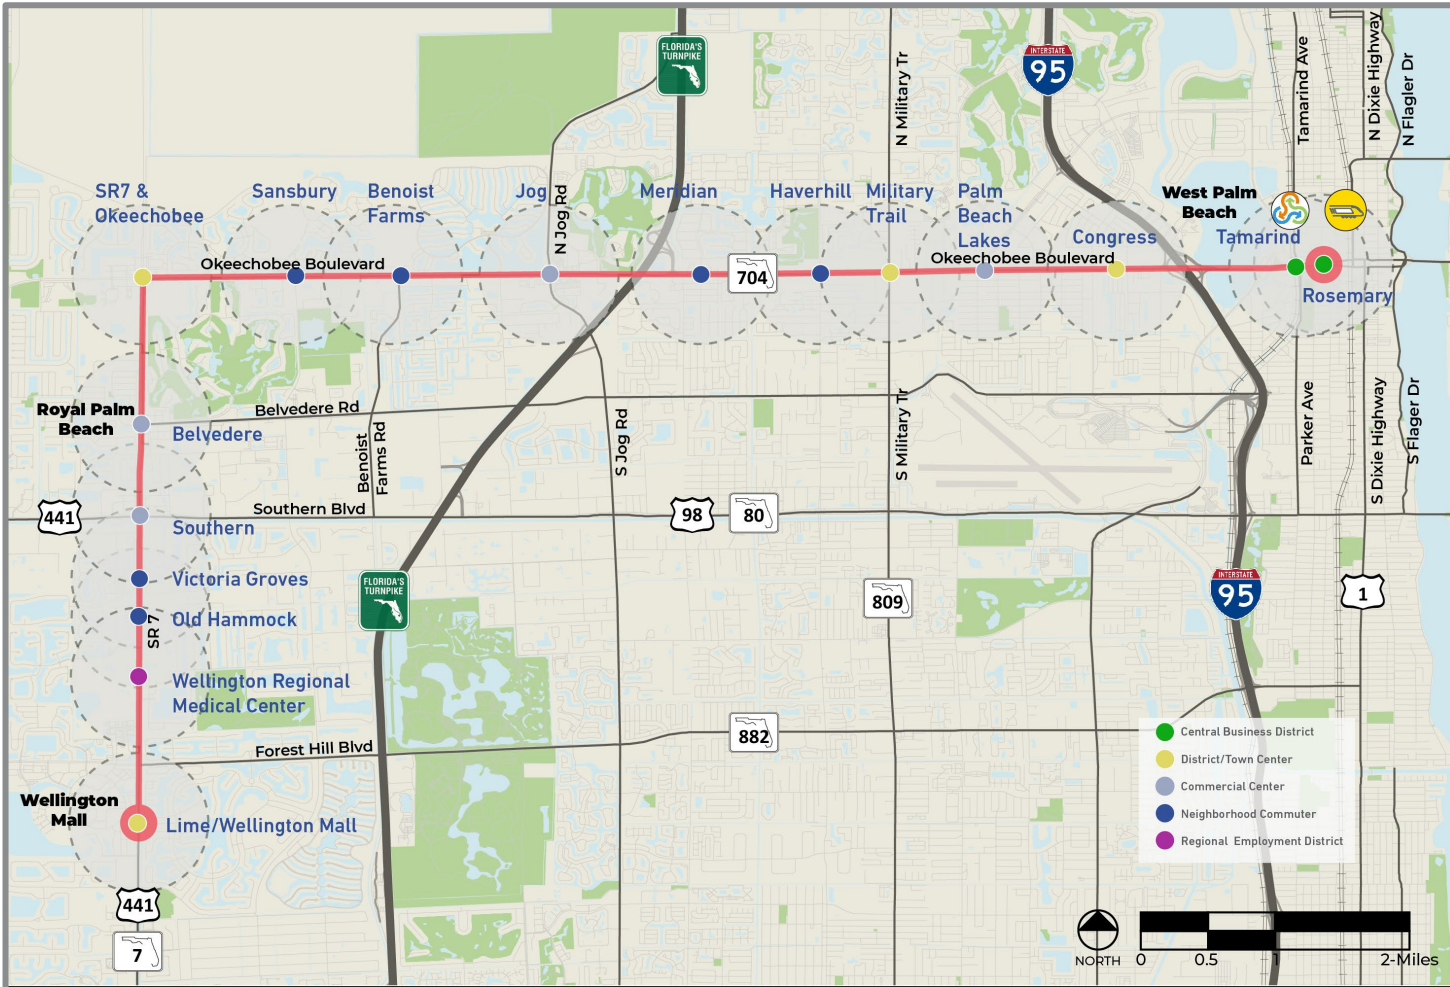 FLORIDA'S
TURNPIKE
INTERSTATE
95
N Military Tr
Tamarind Ave
N Dixie Highway
N Flagler Dr
SR7 &
Okeechobee
Sansbury
Benoist
Farms
Jog
N Jog Rd
Meridian
Haverhill
Military
Trail
Palm
Beach
Lakes
Congress
West Palm
Beach
Tamarind
Okeechobee Boulevard
704
Okeechobee Boulevard
Rosemary
Royal Palm
Beach
Belvedere
Belvedere Rd
Benoist
Farms Rd
S Jog Rd
S Military Tr
Parker Ave
S Dixie Highway
S Flager Dr
441
Southern
Southern Blvd
98
80
Victoria Groves
Old Hammock
SR 7
FLORIDA'S
TURNPIKE
809
INTERSTATE
95
1
Wellington Regional
Medical Center
Forest Hill Blvd
882
Wellington
Mall
Lime/Wellington Mall
441
7
Central Business District
District/Town Center
Commercial Center
Neighborhood Commuter
Regional Employment District
NORTH
0
0.5
1
2-Miles